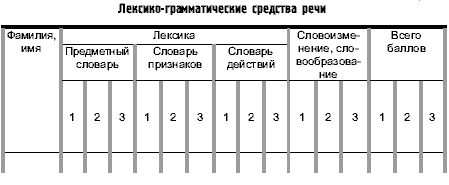 Лексико-грамматические средства речи
Фамилия, имя
Лексика
Словоизме-
нение, сло-
вообразова-
ние
Всего
баллов
Предметный
словарь
Словарь
признаков
Словарь
действий
1 2 3 1 2 3 1 2 3 1 2 3 1 2 3